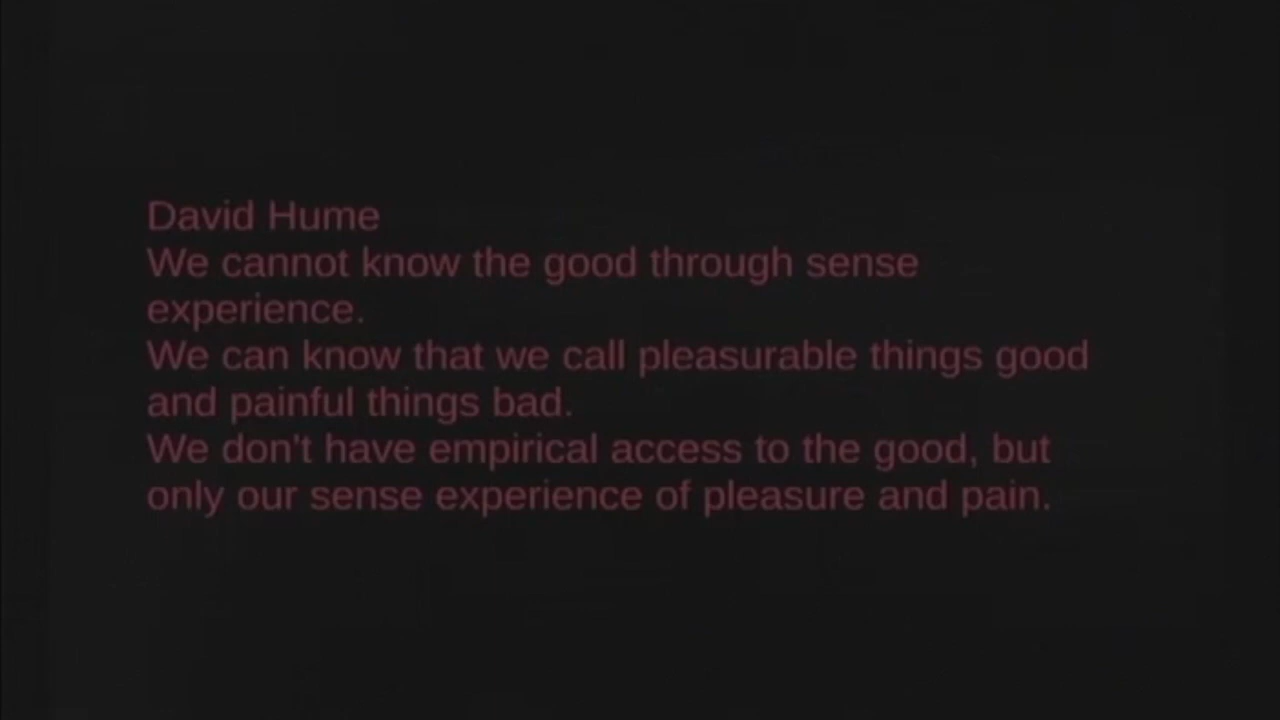 David Hume
We cannot know the good through sense
experience.
We can know that we call pleasurable things good
and painful things bad.
We don't have empirical access to the good, but
only our sense experience of pleasure and pain.